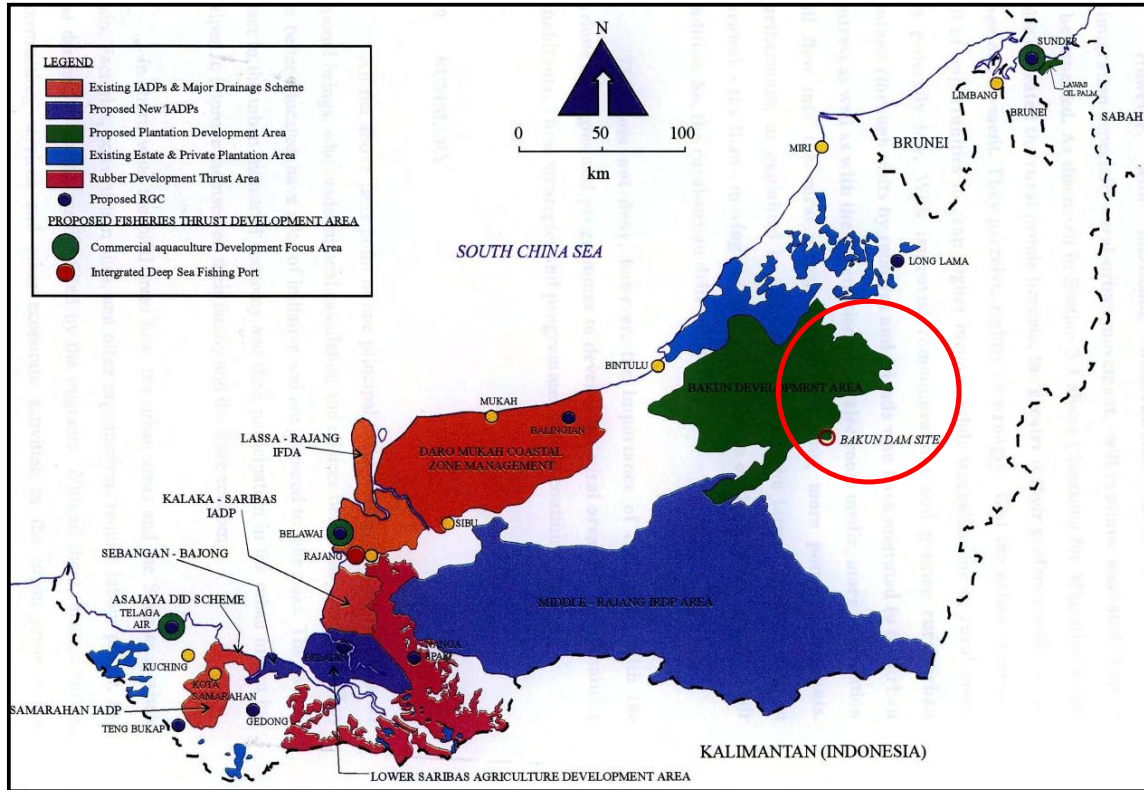 LEGEND
Existing IADPs & Major Drainage Scheme
Proposed New IADPs
Proposed Plantation Development Area
Existing Estate & Private Plantation Area
Rubber Development Thrust Area
Proposed RGC
PROPOSED FISHERIES THRUST DEVELOPMENT AREA
Commercial aquaculture Development Focus Area
Intergrated Deep Sea Fishing Port
N
0 50 100
km
SOUTH CHINA SEA
SUNDER
LAWAS
OIL PALM
LIMBANG
BRUNEI
SABAH
BRUNEI
MIRI
LONG LAMA
BINTULU
BAKUN DEVELOPMENT AREA
BAKUN DAM SITE
MUKAH
BALINGIAN
DARO MUKAH COASTAL
ZONE MANAGEMENT
LASSA - RAJANG
IFDA
KALAKA - SARIBAS
IADP
SIBU
BELAWAI
RAJANG
SEBANGAN - BAJONG
ASAJAYA DID SCHEME
TELAGA
AIR
MIDDLE - RAJANG IRDP AREA
BELADIN
NANGA
SPAK
KUCHING
KOTA
SAMARAHAN
SAMARAHAN IADP
GEDONG
TENG BUKAP
KALIMANTAN (INDONESIA)
LOWER SARIBAS AGRICULTURE DEVELOPMENT AREA